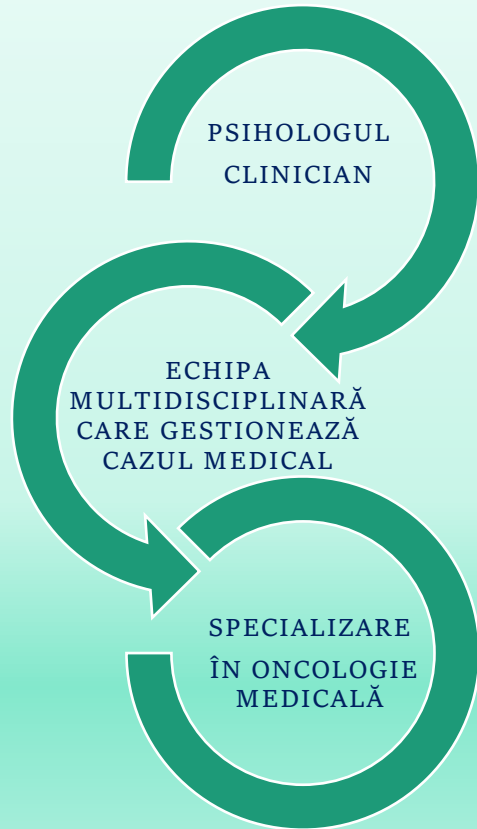 PSIHOLOGUL
CLINICIAN
ECHIPA
MULTIDISCIPLINARĂ
CARE GESTIONEAZĂ
CAZUL MEDICAL
SPECIALIZARE
ÎN ONCOLOGIE
MEDICALĂ